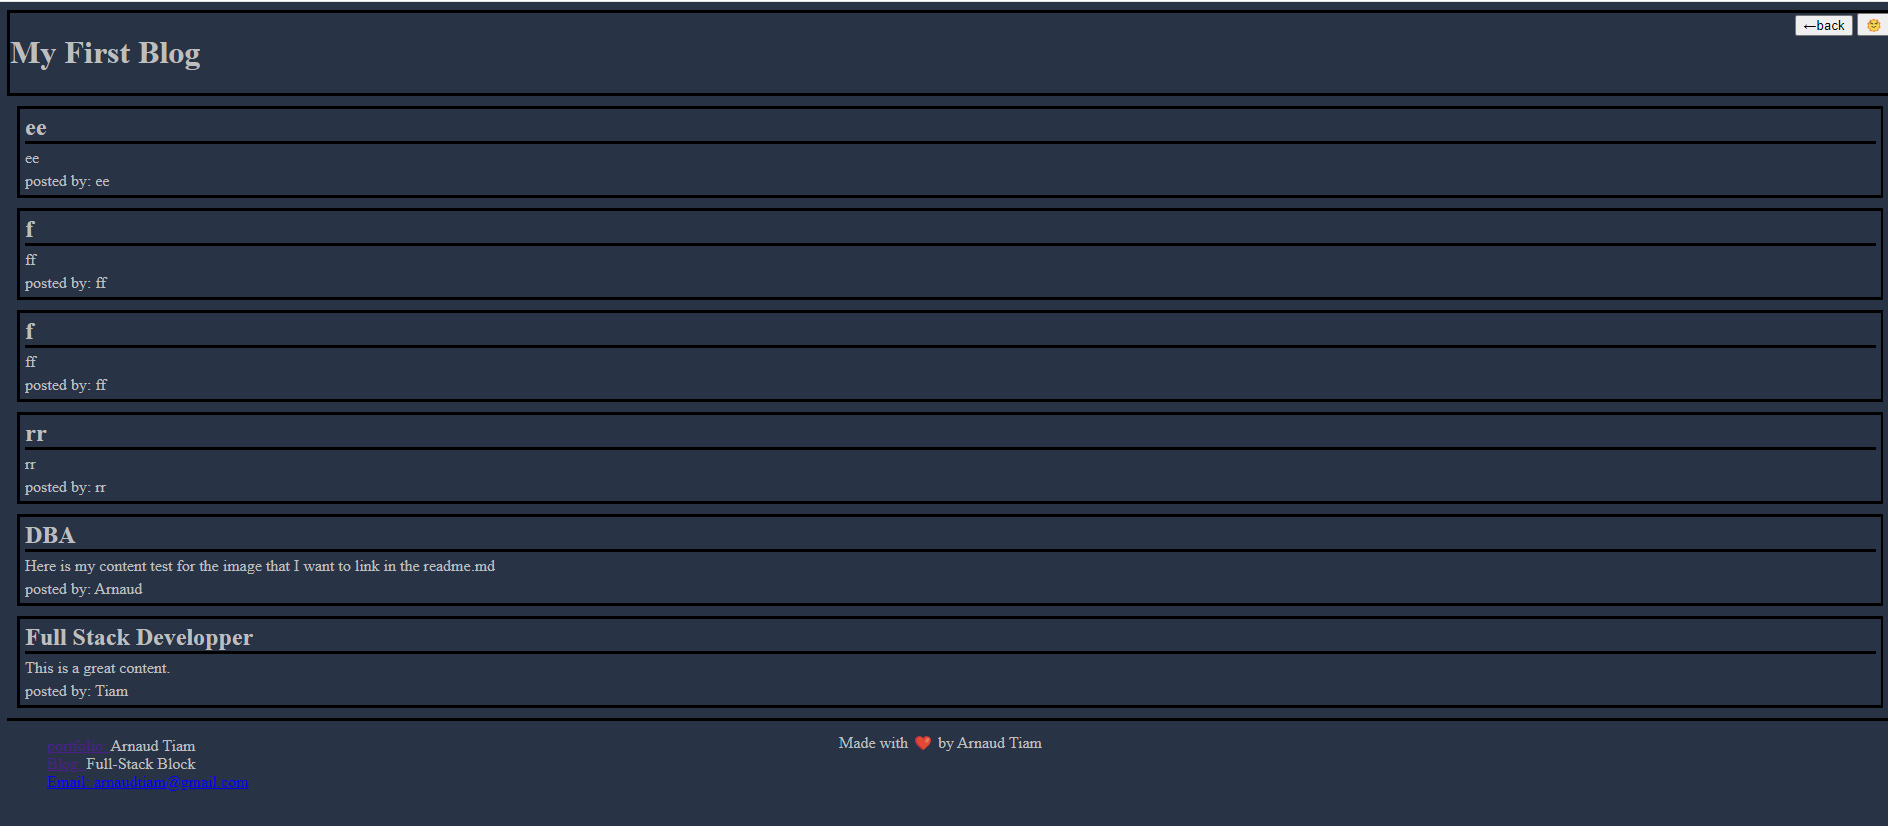 ←back
My First Blog
ee
ee
posted by: ee
f
ff
posted by: ff
f
ff
posted by: ff
rr
rr
posted by: rr
DBA
Here is my content test for the image that I want to link in the readme.md
posted by: Arnaud
Full Stack Developper
This is a great content.
posted by: Tiam
portfolio: Arnaud Tiam
Blog: Full-Stack Block
Email: arnaudtiam@gmail.com
Made with ❤️ by Arnaud Tiam